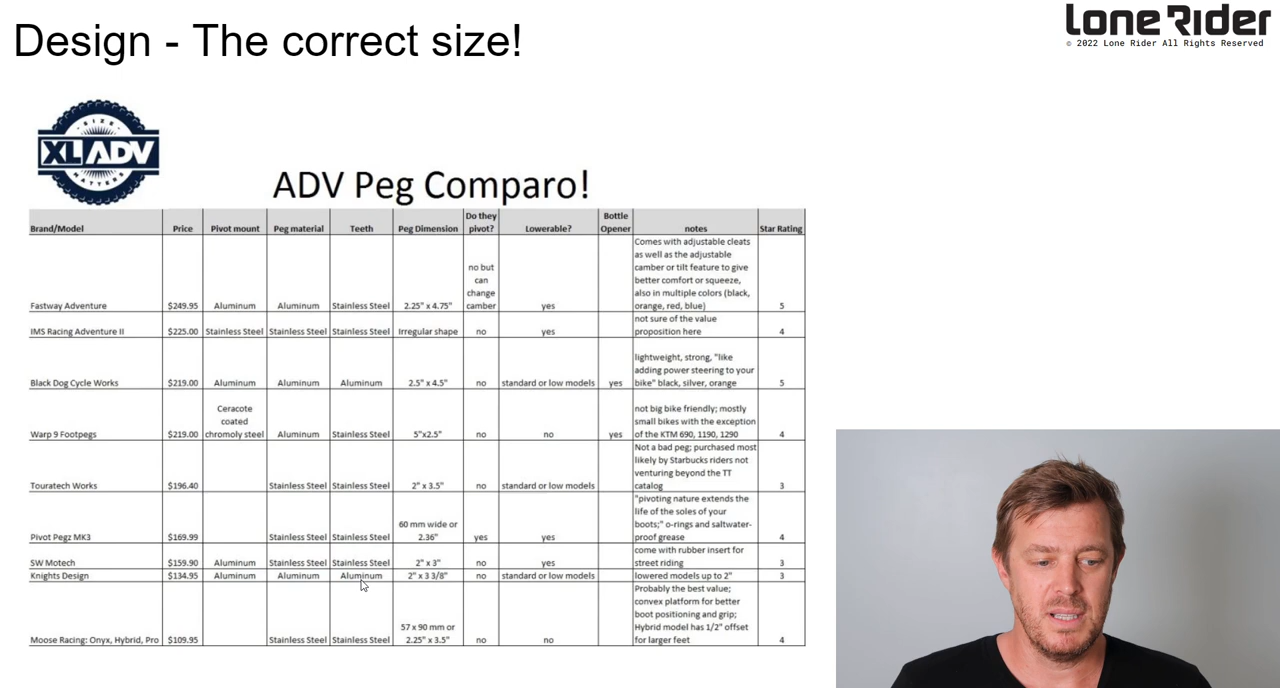 Design - The correct size!
Lone Rider
© 2022 Lone Rider All Rights Reserved
SIZE
XL ADV
MATTERS
ADV Peg Comparo!
Brand/Model Price Pivot mount Peg material Teeth Peg Dimension Do they pivot? Lowerable? Bottle Opener notes Star Rating
Fastway Adventure $249.95 Aluminum Aluminum Stainless Steel 2.25" x 4.75" no but can change camber yes Comes with adjustable cleats as well as the adjustable camber or tilt feature to give better comfort or squeeze, also in multiple colors (black, orange, red, blue) 5
IMS Racing Adventure II $225.00 Stainless Steel Stainless Steel Stainless Steel Irregular shape no yes not sure of the value proposition here 4
Black Dog Cycle Works $219.00 Aluminum Aluminum Aluminum 2.5" x 4.5" no standard or low models yes lightweight, strong, "like adding power steering to your bike" black, silver, orange 5
Warp 9 Footpegs $219.00 Ceracote coated chromoly steel Aluminum Stainless Steel 5"x2.5" no no yes not big bike friendly; mostly small bikes with the exception of the KTM 690, 1190, 1290 4
Touratech Works $196.40 Stainless Steel Stainless Steel 2" x 3.5" no standard or low models Not a bad peg; purchased most likely by Starbucks riders not venturing beyond the TT catalog 3
Pivot Pegz MK3 $169.99 Stainless Steel Stainless Steel 60 mm wide or 2.36" yes yes "pivoting nature extends the life of the soles of your boots;" o-rings and saltwater-proof grease 4
SW Motech $159.90 Aluminum Stainless Steel Stainless Steel 2" x 3" no yes come with rubber insert for street riding 3
Knights Design $134.95 Aluminum Aluminum Aluminum 2" x 3 3/8" no standard or low models lowered models up to 2" 3
Moose Racing: Onyx, Hybrid, Pro $109.95 Stainless Steel Stainless Steel 57 x 90 mm or 2.25" x 3.5" no no Probably the best value; convex platform for better boot positioning and grip; Hybrid model has 1/2" offset for larger feet 4